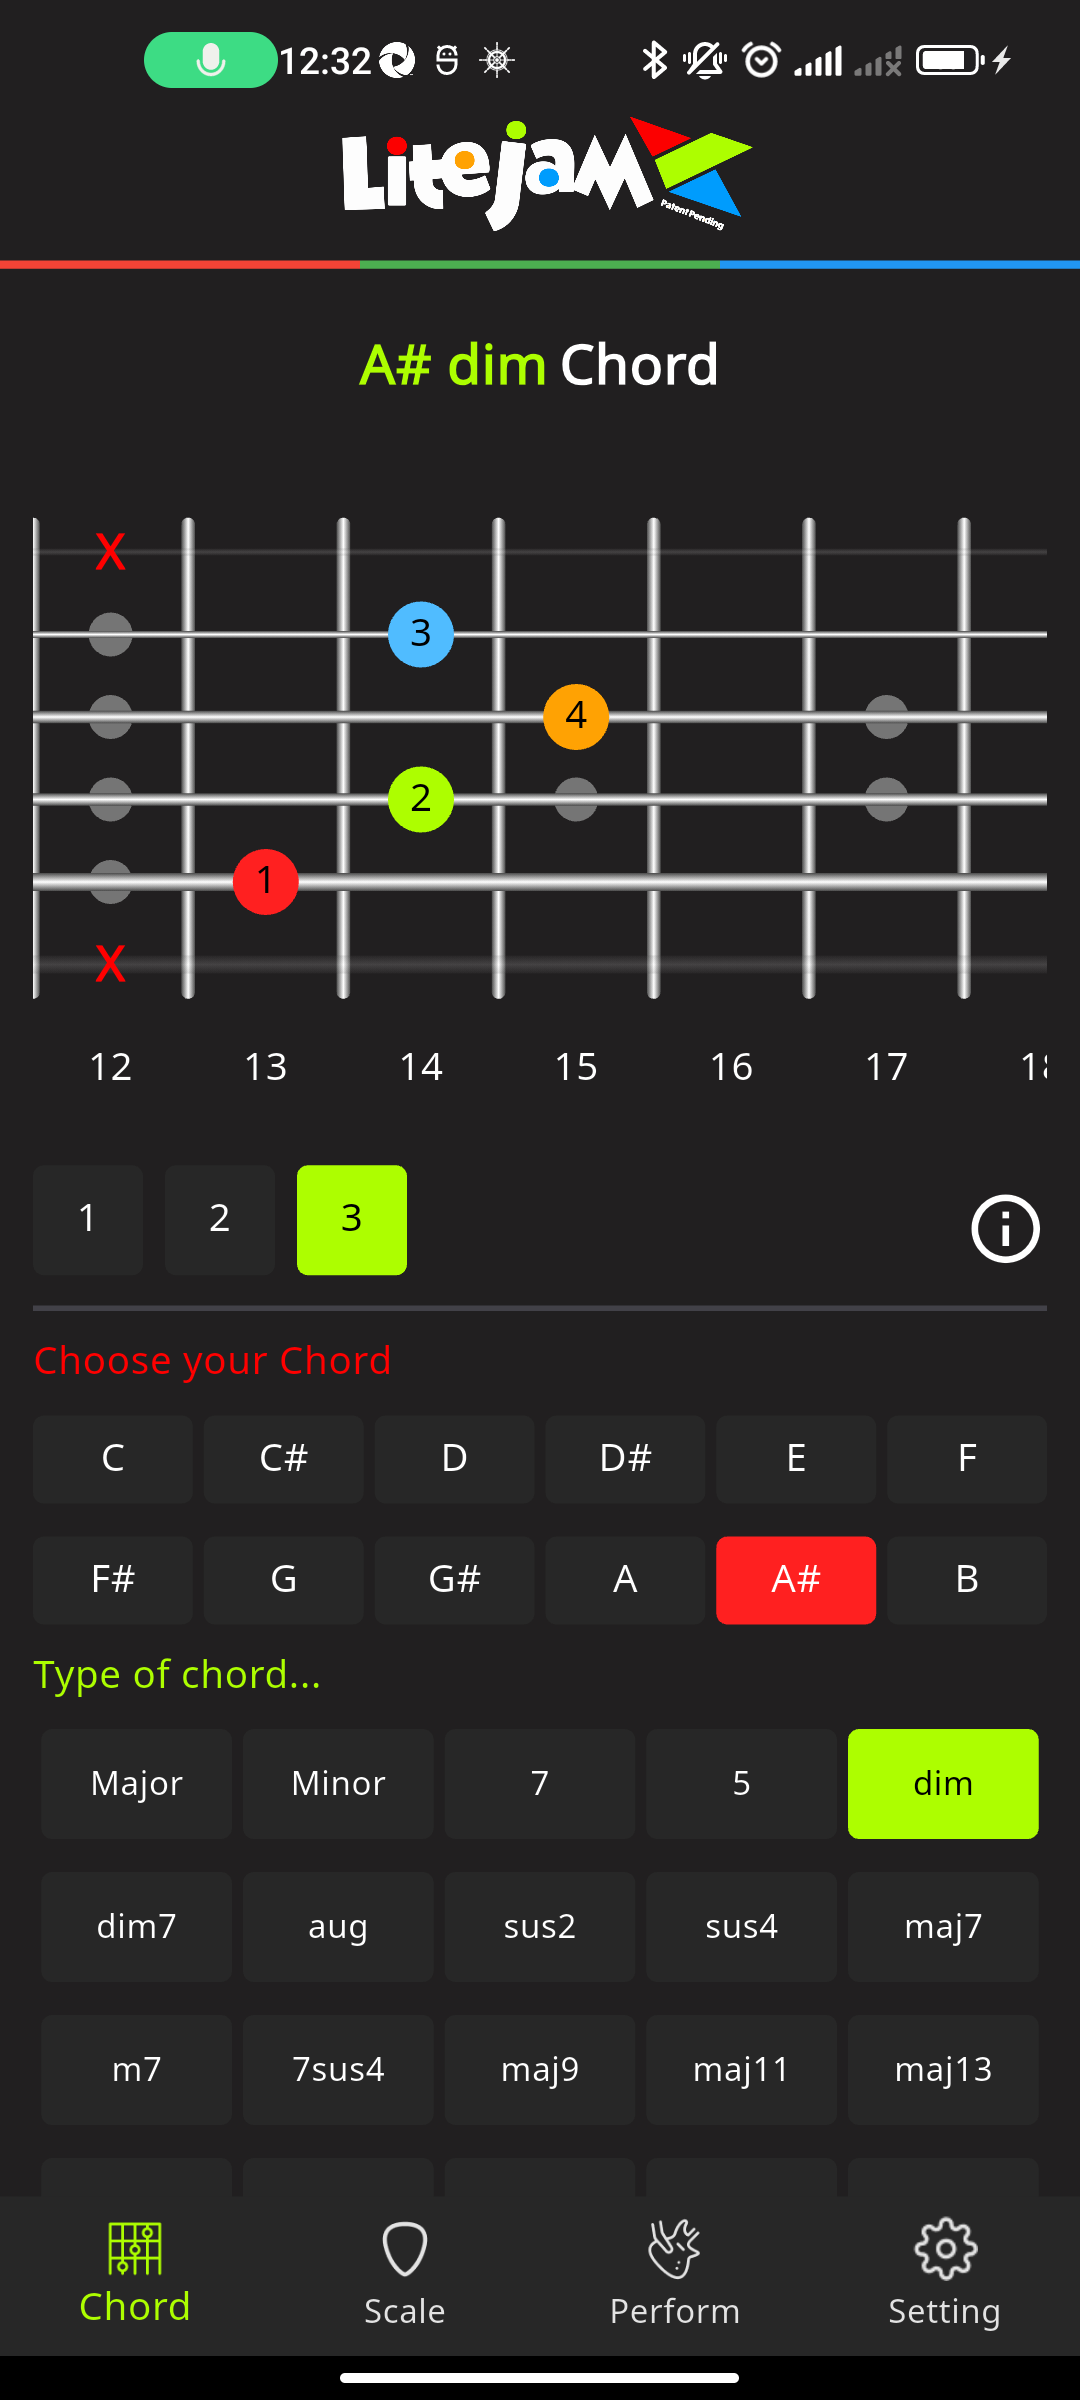 12:32
Litejam
Patent Pending
A# dim Chord
X
3
4
2
1
X
12 13 14 15 16 17 18
1 2 3
Choose your Chord
C C# D D# E F
F# G G# A A# B
Type of chord...
Major Minor 7 5 dim
dim7 aug sus2 sus4 maj7
m7 7sus4 maj9 maj11 maj13
Chord Scale Perform Setting